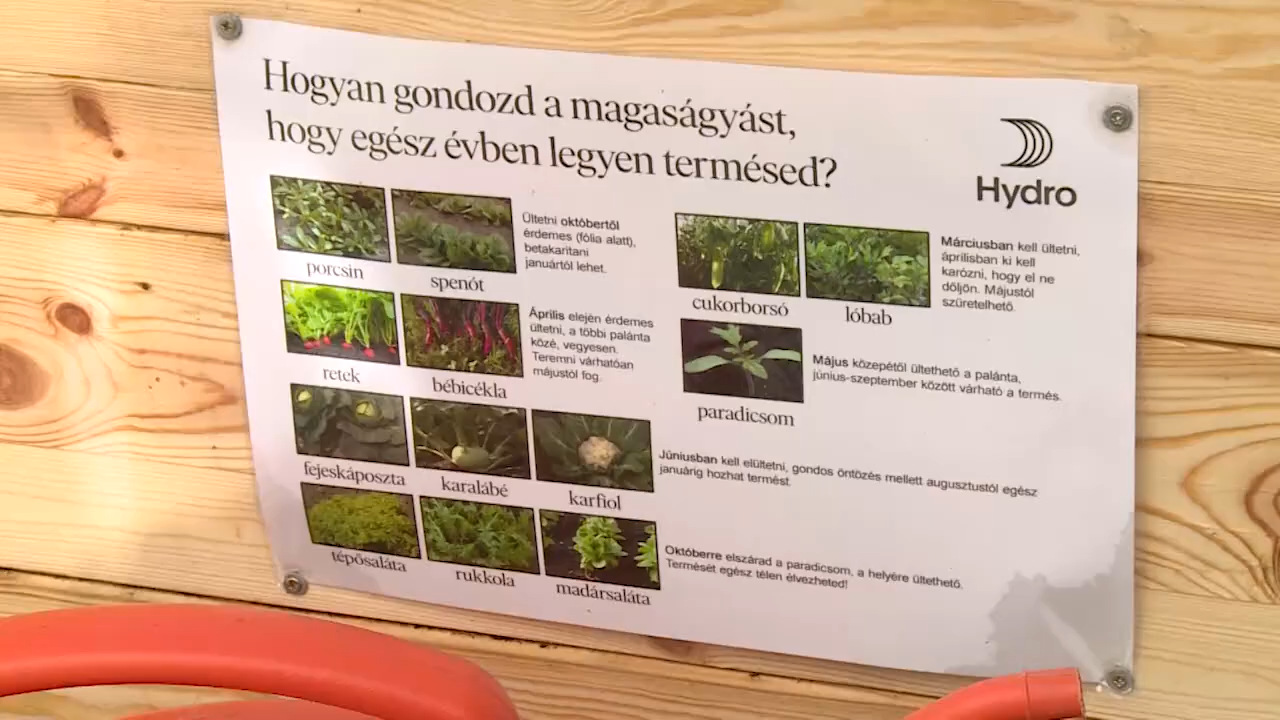 Hogyan gondozd a magaságyást,
hogy egész évben legyen termésed?
Hydro
porcsin
spenót
Ültetni októbertől
érdemes (fólia alatt),
betakarítani
januártól lehet.
cukorborsó
lóbab
Márciusban kell ültetni,
áprilisban ki kell
karózni, hogy el ne
dőljön. Májustól
szüretelhető.
retek
bébicékla
Április elején érdemes
ültetni, a többi palánta
közé, vegyesen.
Teremni várhatóan
májustól fog.
paradicsom
Május közepétől ültethető a palánta,
június-szeptember között várható a termés.
fejeskáposzta
karalábé
karfiol
Júniusban kell elültetni, gondos öntözés mellett augusztustól egész
januárig hozhat termést.
tépősaláta
rukkola
madársaláta
Októberre elszárad a paradicsom, a helyére ültethető.
Termését egész télen élvezheted!